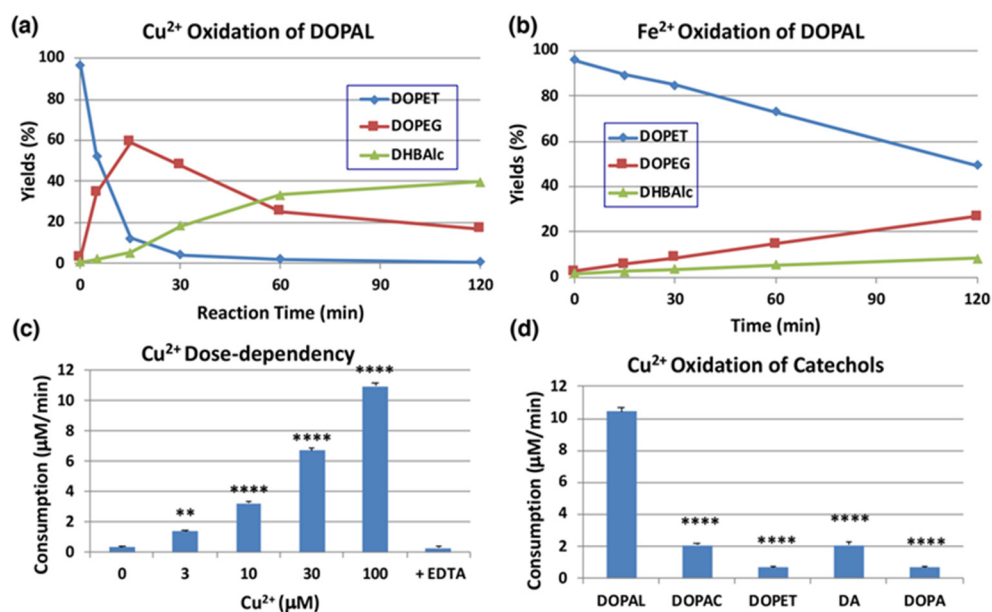 (a)
Cu²⁺ Oxidation of DOPAL
100
80
60
40
20
0
Yields (%)
DOPET
DOPEG
DHBAlc
0 30 60 90 120
Reaction Time (min)
(b)
Fe²⁺ Oxidation of DOPAL
100
80
60
40
20
0
Yields (%)
DOPET
DOPEG
DHBAlc
0 30 60 90 120
Time (min)
(c)
Cu²⁺ Dose-dependency
12
10
8
6
4
2
0
Consumption (µM/min)
**
****
****
****
0 3 10 30 100 + EDTA
Cu²⁺ (µM)
(d)
Cu²⁺ Oxidation of Catechols
12
10
8
6
4
2
0
Consumption (µM/min)
****
****
****
****
DOPAL DOPAC DOPET DA DOPA